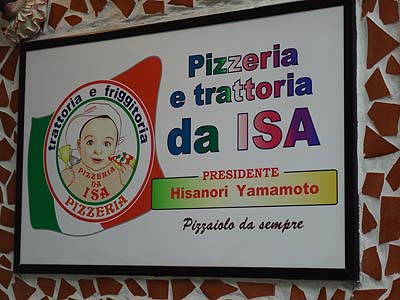 trattoria e friggitoria
PIZZERIA
DA
ISA
PIZZERIA
Pizzeria
e trattoria
da ISA
PRESIDENTE
Hisanori Yamamoto
Pizzaiolo da sempre